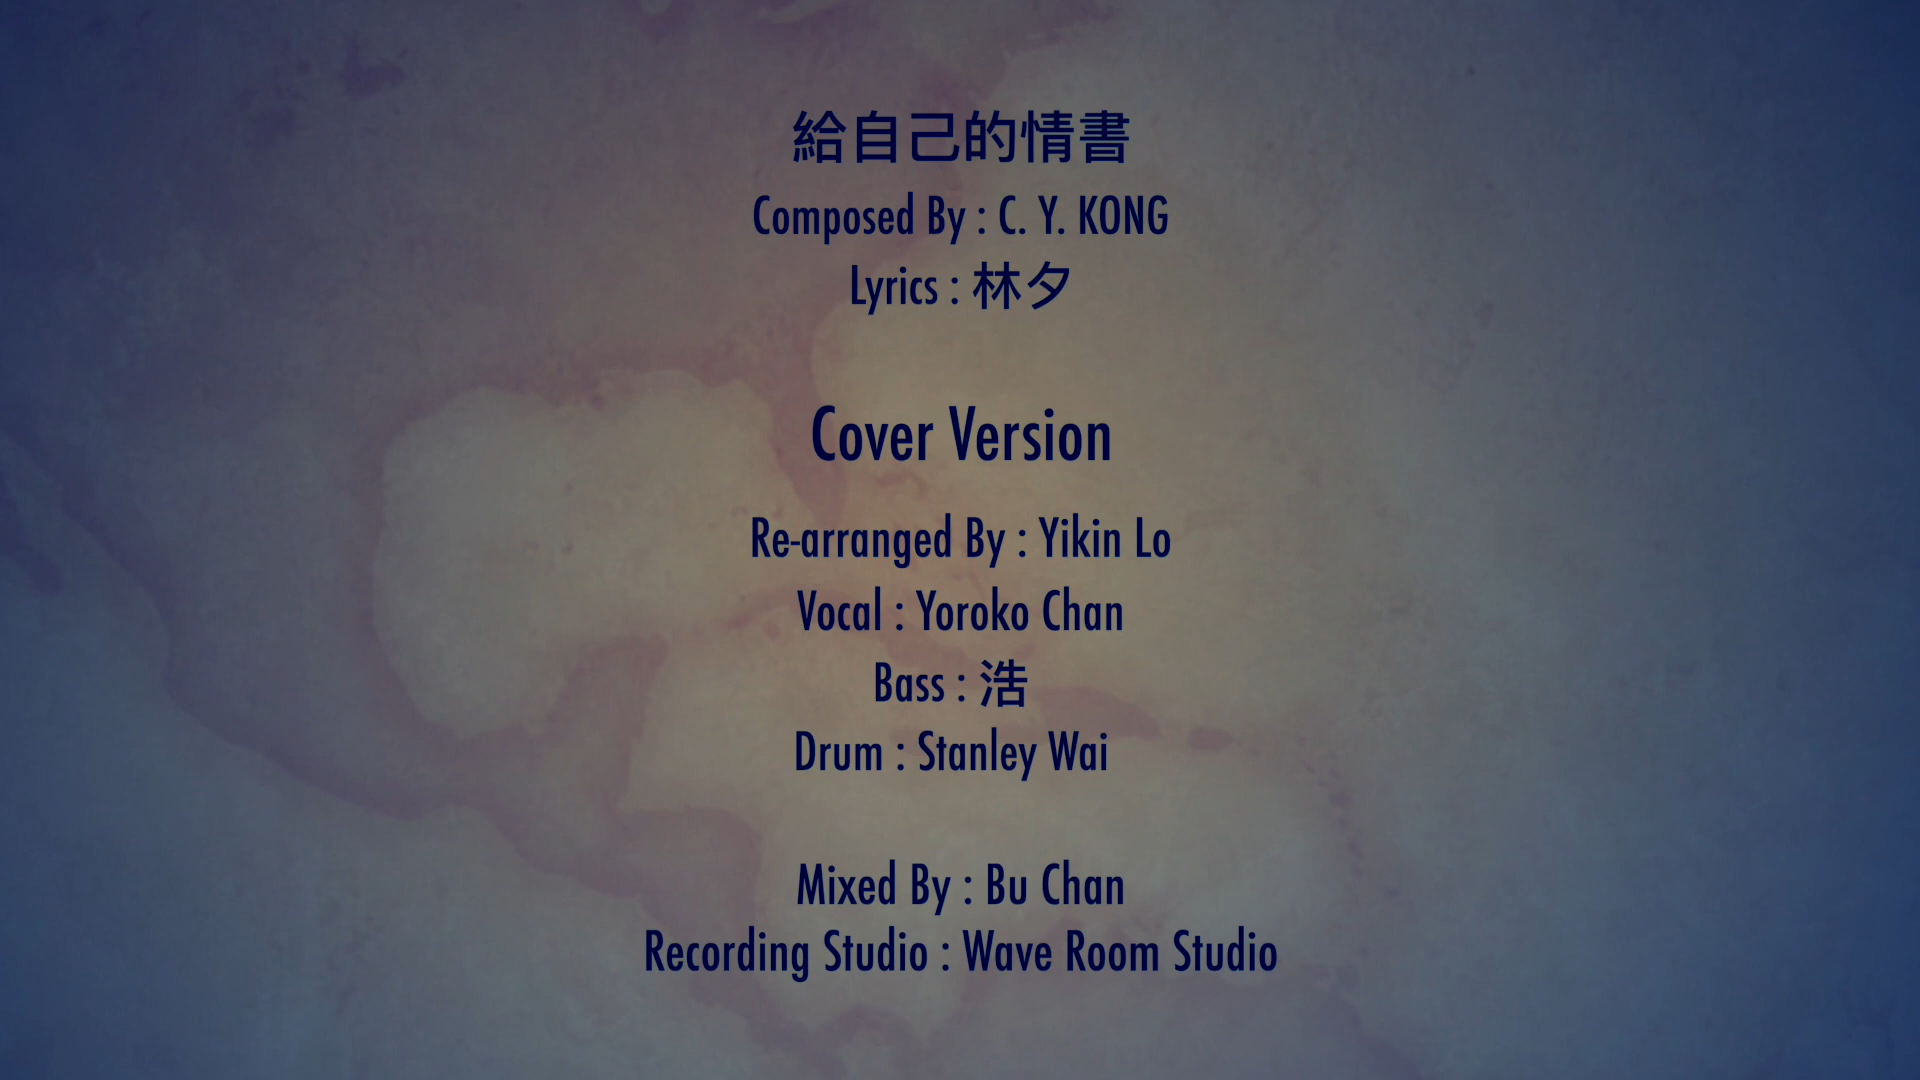 給自己的情書
Composed By : C. Y. KONG
Lyrics : 林夕
Cover Version
Re-arranged By : Yikin Lo
Vocal : Yoroko Chan
Bass : 浩
Drum : Stanley Wai
Mixed By : Bu Chan
Recording Studio : Wave Room Studio